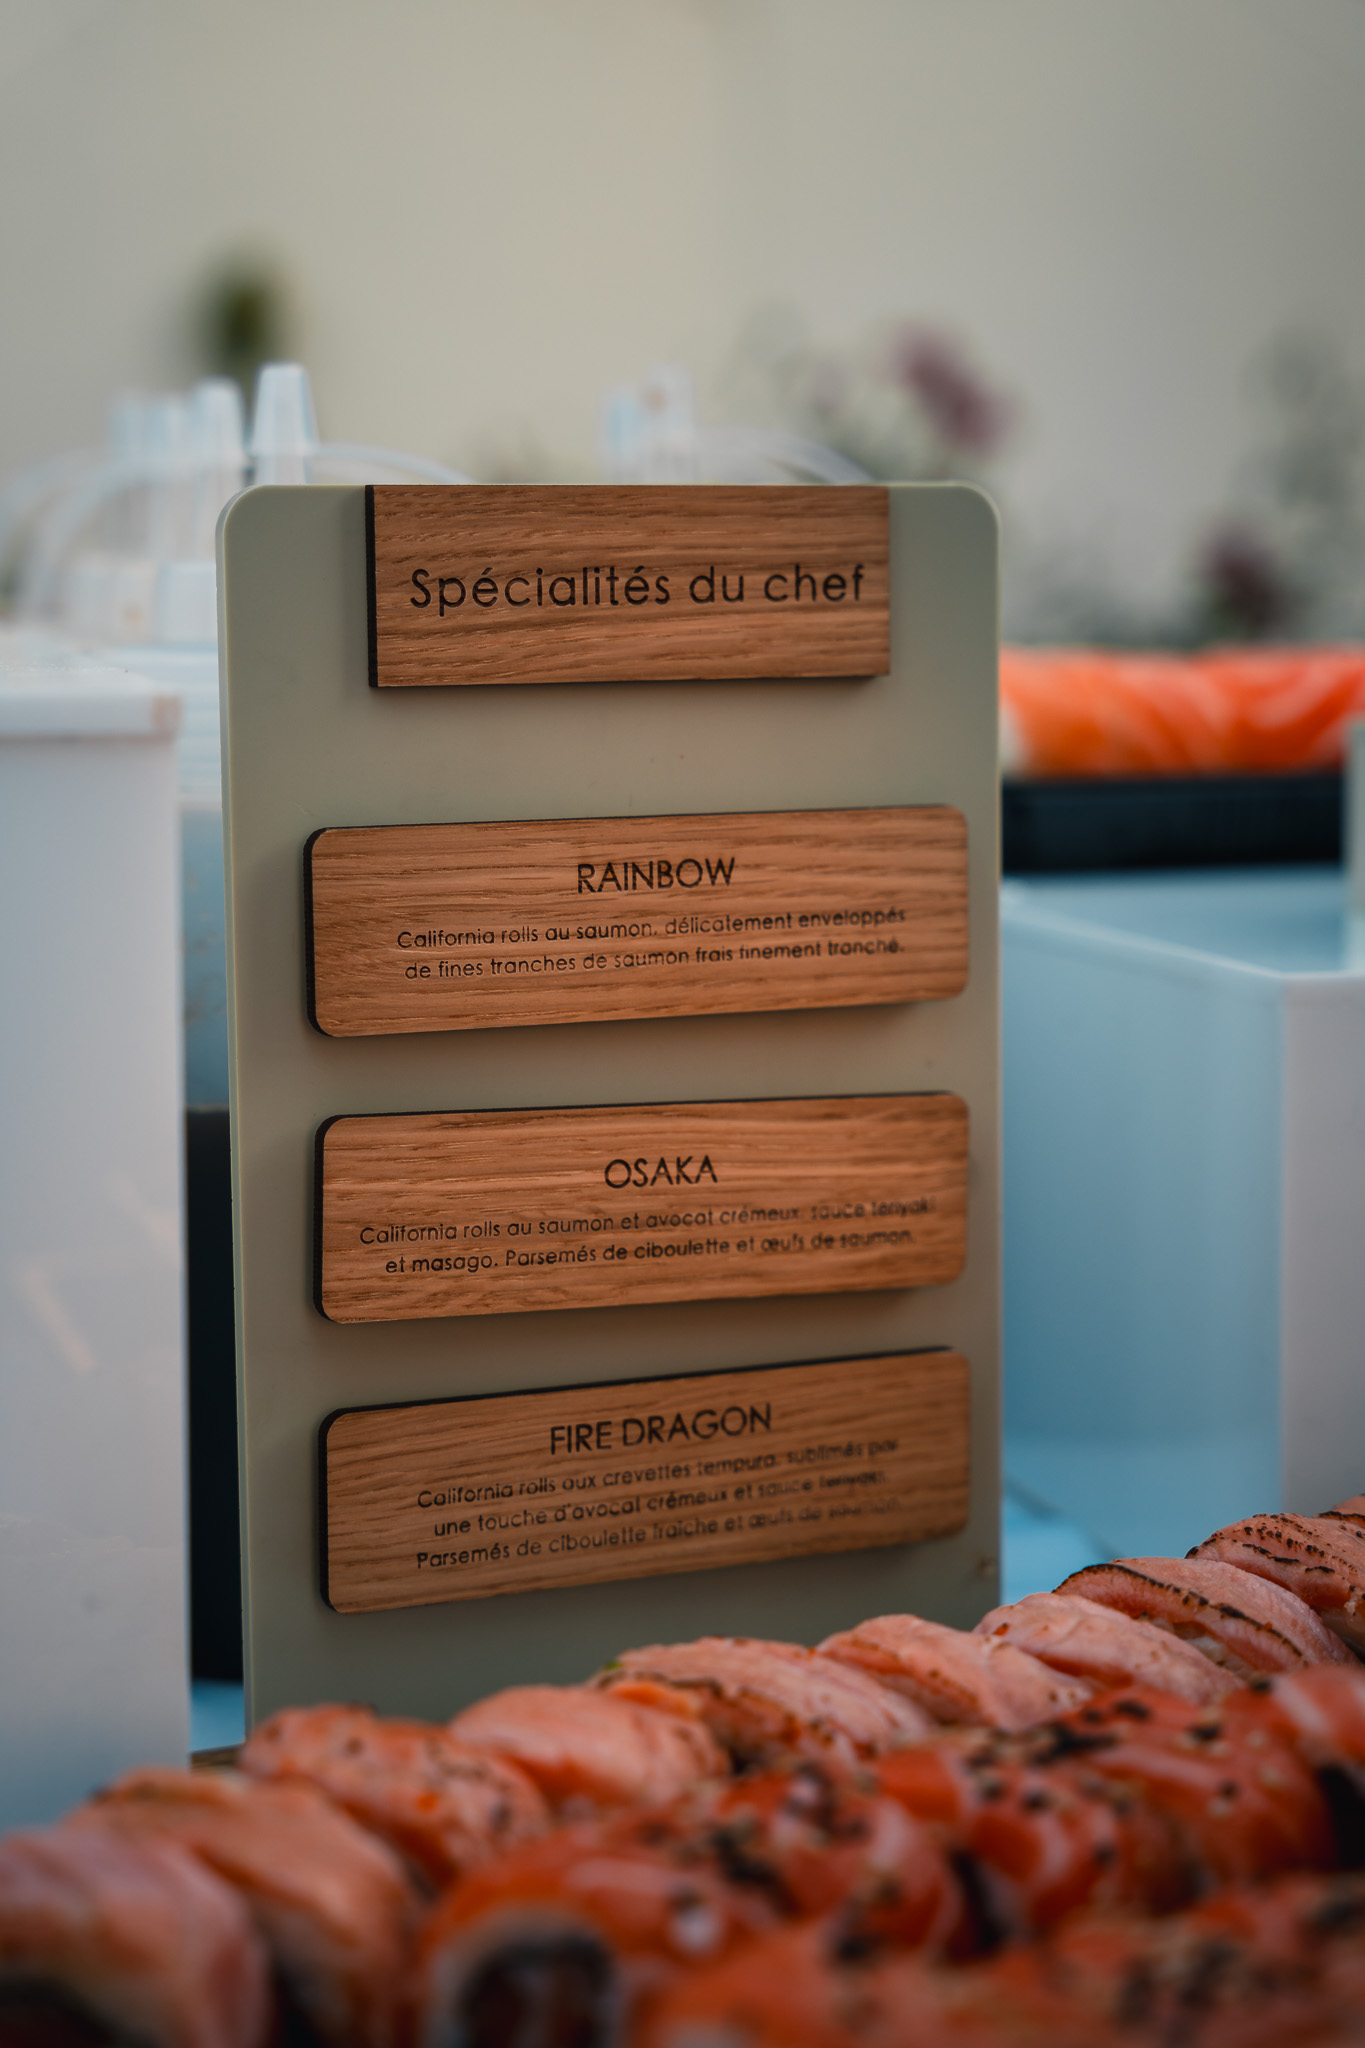 Spécialités du chef
RAINBOW
California rolls au saumon, délicatement enveloppés
de fines tranches de saumon frais finement tranché.
OSAKA
California rolls au saumon et avocat crémeux, sauce teriyaki
et masago. Parsemés de ciboulette et œufs de saumon.
FIRE DRAGON
California rolls aux crevettes tempura, sublimés par
une touche d'avocat crémeux et sauce teriyaki.
Parsemés de ciboulette fraîche et œufs de saumon.